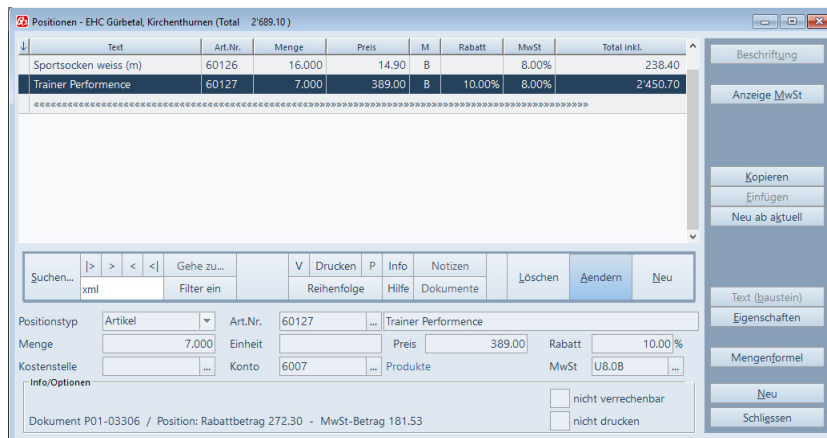 Positionen - EHC Gürbetal, Kirchenthurnen (Total 2'689.10 )
Text Art.Nr. Menge Preis M Rabatt MwSt Total inkl.
Sportsocken weiss (m) 60126 16.000 14.90 B 8.00% 238.40
Trainer Performence 60127 7.000 389.00 B 10.00% 8.00% 2'450.70
Beschriftung
Anzeige MwSt
Kopieren
Einfügen
Neu ab aktuell
Suchen... |> > < <| Gehe zu... V Drucken P Info Notizen Löschen Aendern Neu
xml Filter ein Reihenfolge Hilfe Dokumente
Text (baustein)
Eigenschaften
Mengenformel
Neu
Schliessen
Positionstyp Artikel Art.Nr. 60127 ... Trainer Performence
Menge 7.000 Einheit Preis 389.00 Rabatt 10.00 %
Kostenstelle ... Konto 6007 ... Produkte MwSt U8.0B ...
Info/Optionen
nicht verrechenbar
Dokument P01-03306 / Position: Rabattbetrag 272.30 - MwSt-Betrag 181.53
nicht drucken